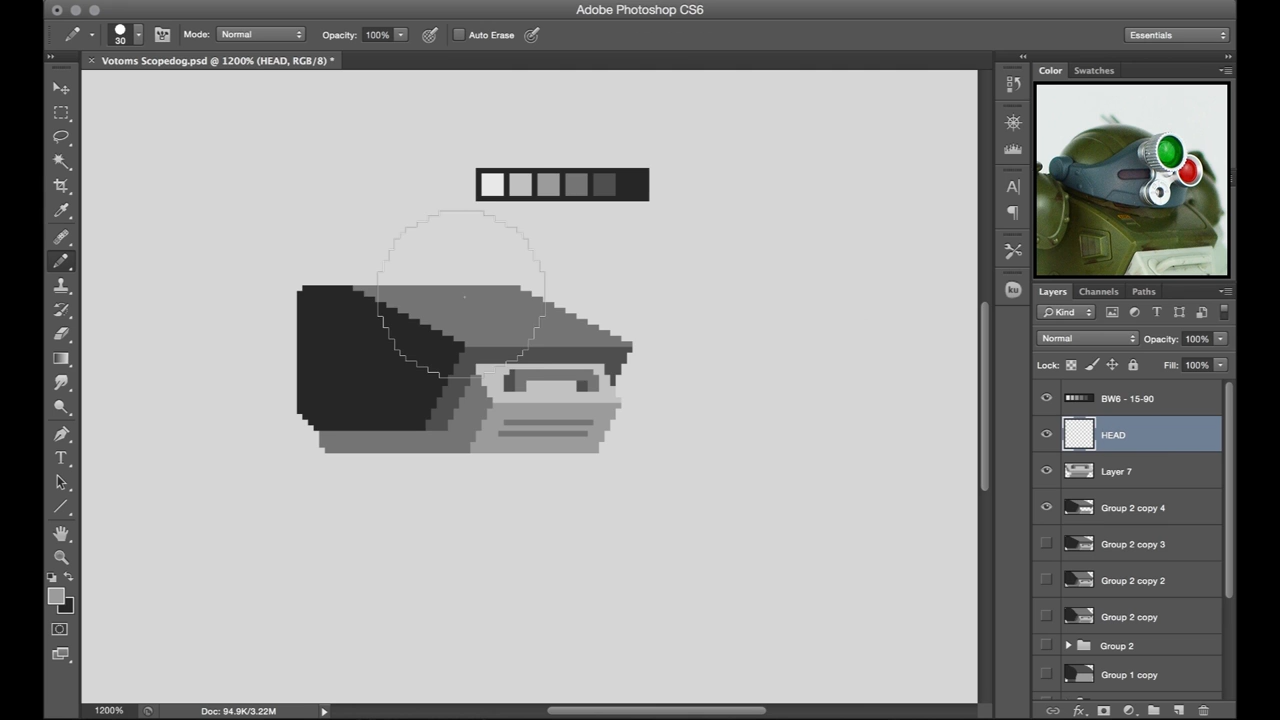 Adobe Photoshop CS6
30 Mode: Normal Opacity: 100% Auto Erase Essentials
Votoms Scopedog.psd @ 1200% (HEAD, RGB/8) *
Color Swatches
ku
Layers Channels Paths
Kind
Normal Opacity: 100%
Lock: Fill: 100%
BW6 - 15-90
HEAD
Layer 7
Group 2 copy 4
Group 2 copy 3
Group 2 copy 2
Group 2 copy
Group 2
Group 1 copy
1200% Doc: 94.9K/3.22M